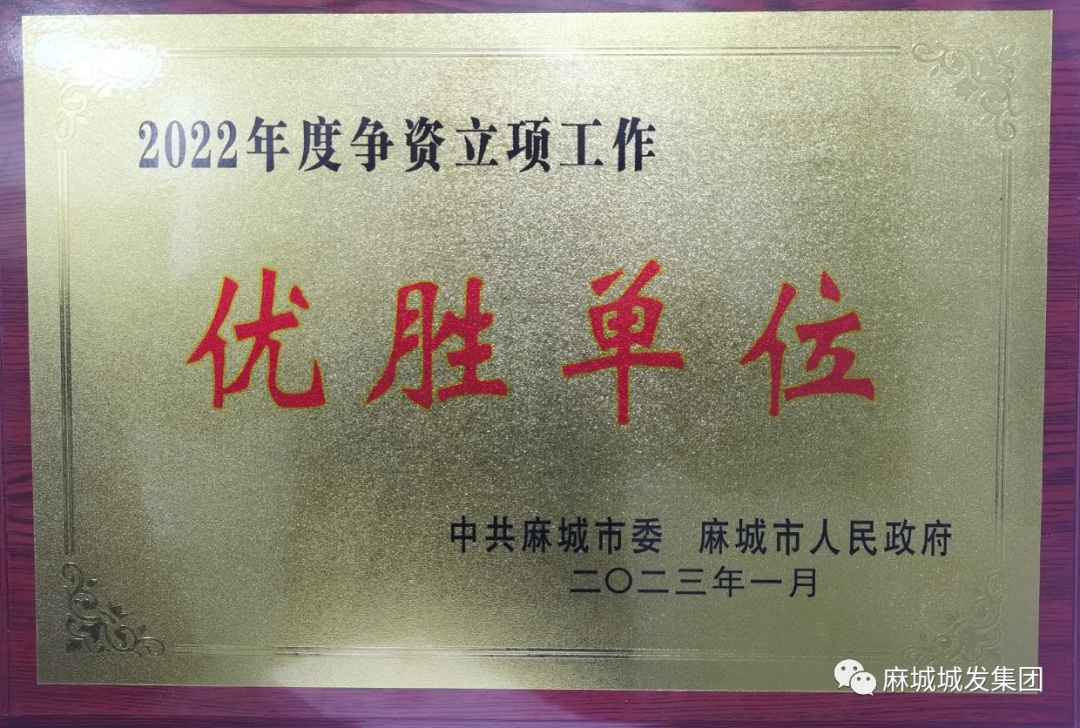 2022年度争资立项工作
优胜单位
中共麻城市委 麻城市人民政府
二〇二三年一月
麻城城发集团